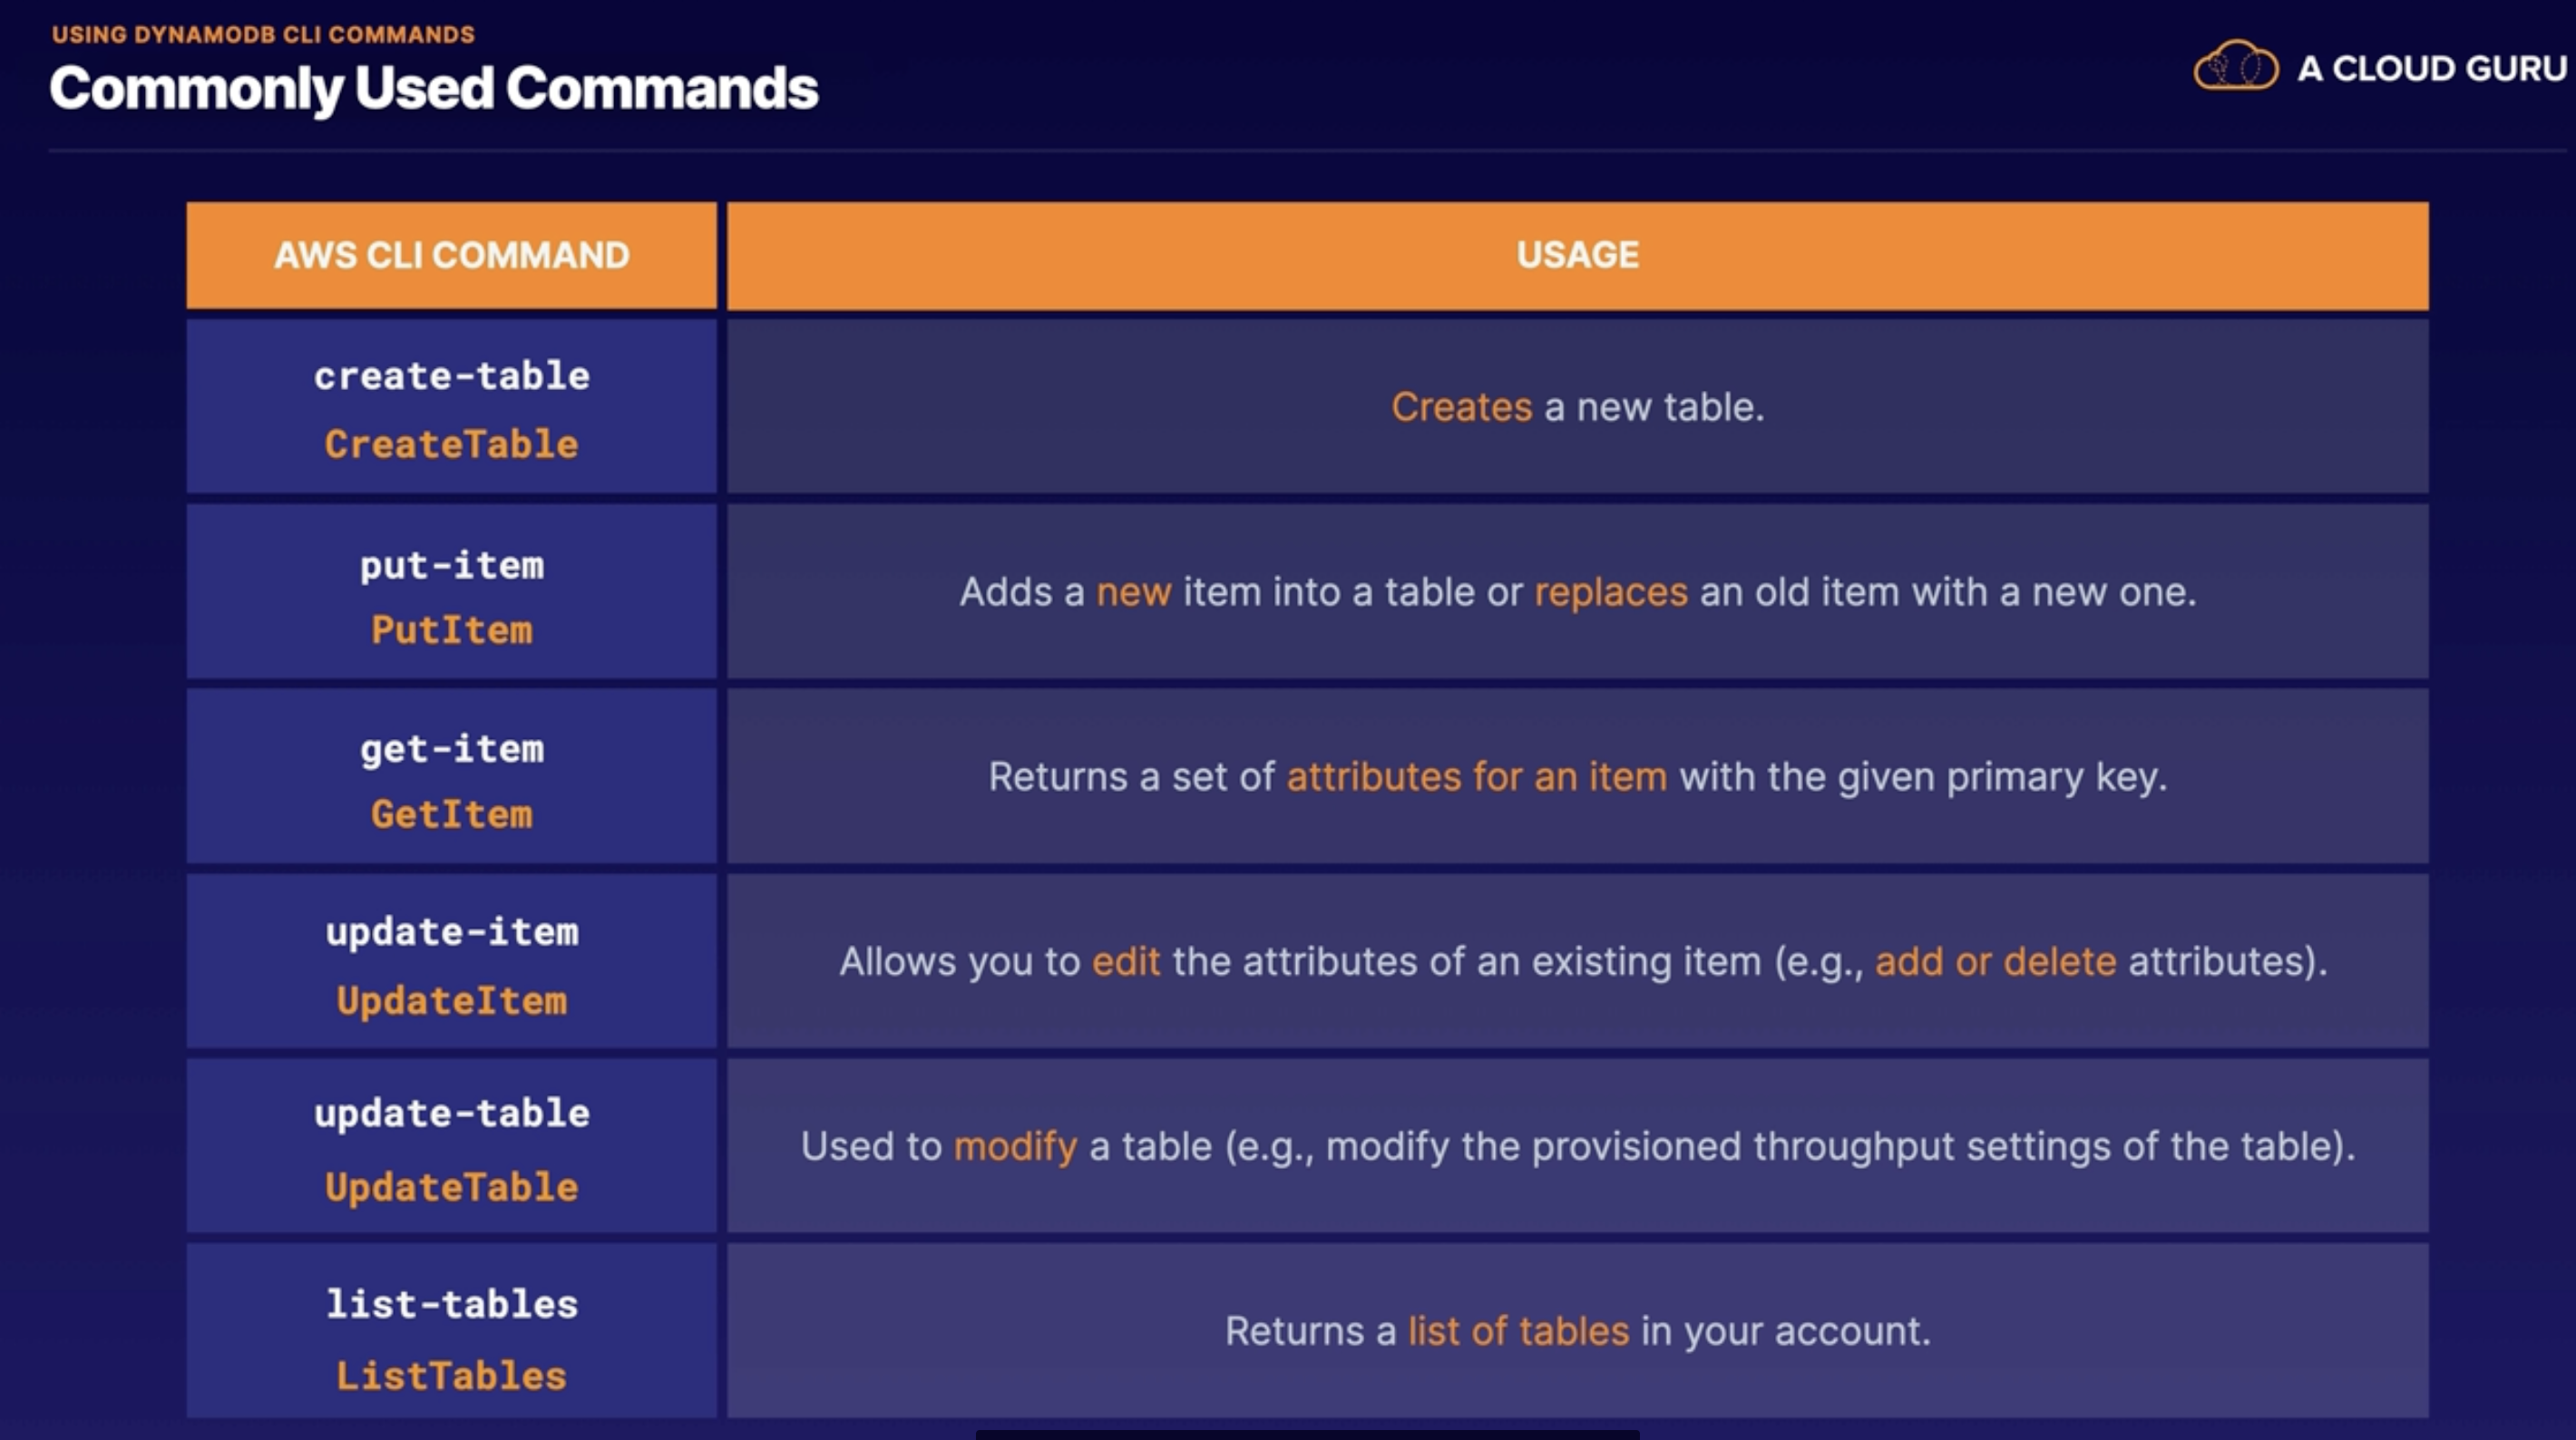 USING DYNAMODB CLI COMMANDS
Commonly Used Commands
A CLOUD GURU
AWS CLI COMMAND
USAGE
create-table
CreateTable
Creates a new table.
put-item
PutItem
Adds a new item into a table or replaces an old item with a new one.
get-item
GetItem
Returns a set of attributes for an item with the given primary key.
update-item
UpdateItem
Allows you to edit the attributes of an existing item (e.g., add or delete attributes).
update-table
UpdateTable
Used to modify a table (e.g., modify the provisioned throughput settings of the table).
list-tables
ListTables
Returns a list of tables in your account.